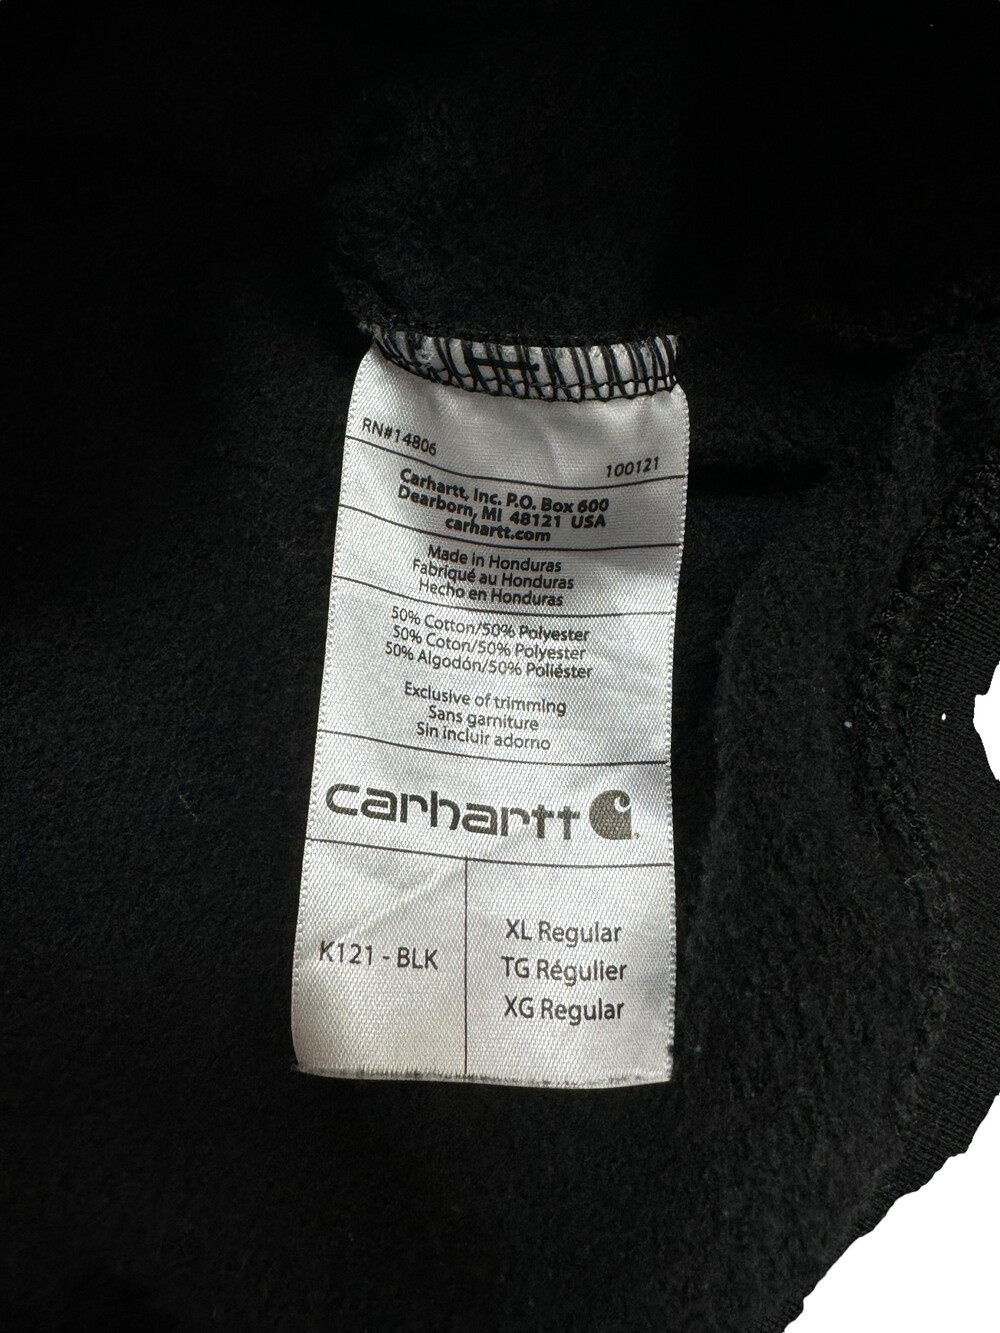 RN#14806
100121
Carhartt, Inc. P.O. Box 600
Dearborn, MI 48121 USA
carhartt.com
Made in Honduras
Fabriqué au Honduras
Hecho en Honduras
50% Cotton/50% Polyester
50% Coton/50% Polyester
50% Algodón/50% Poliéster
Exclusive of trimming
Sans garniture
Sin incluir adorno
carhartt
K121 - BLK
XL Regular
TG Régulier
XG Regular